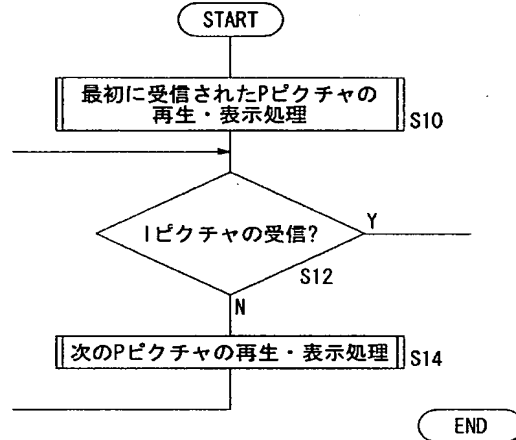 START
最初に受信されたPピクチャの
再生・表示処理
S10
Iピクチャの受信?
Y
S12
N
次のPピクチャの再生・表示処理
S14
END